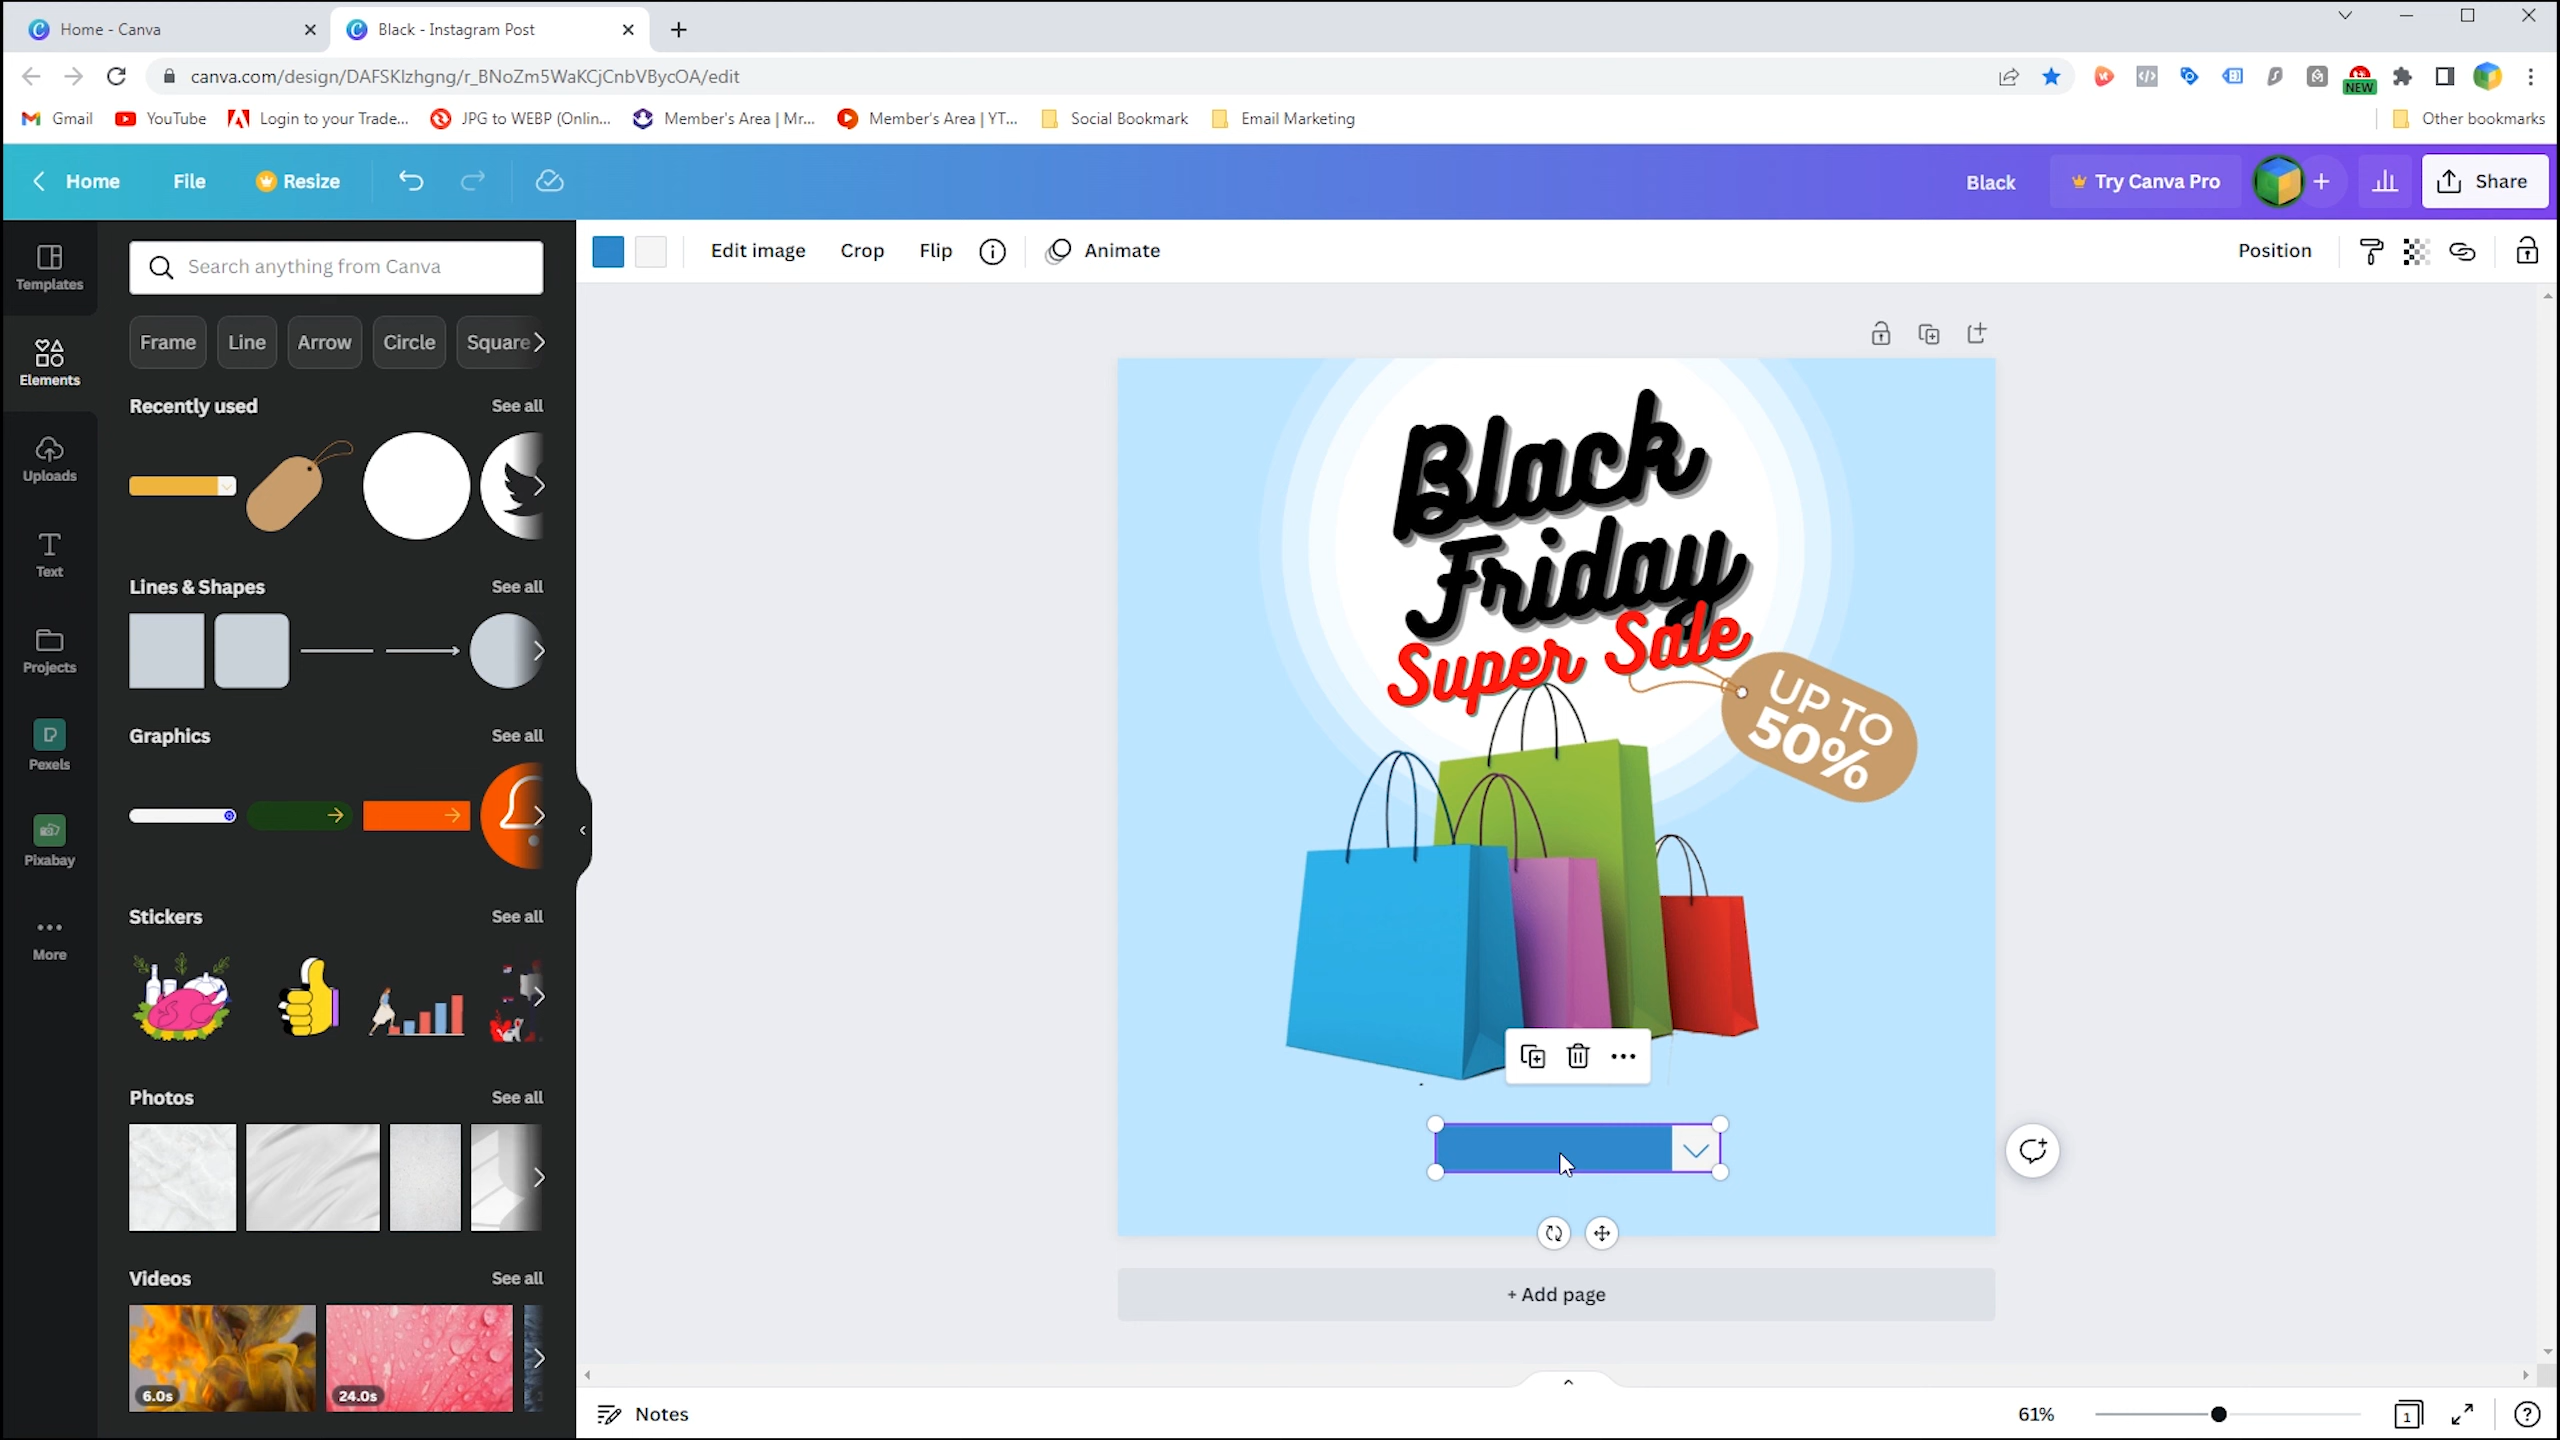 Home - Canva
Black - Instagram Post
canva.com/design/DAFSKIzhgng/r_BNoZm5WaKCjCnbVBycOA/edit
NEW
Gmail
YouTube
Login to your Trade...
JPG to WEBP (Onlin...
Member's Area | Mr...
Member's Area | YT...
Social Bookmark
Email Marketing
Other bookmarks
Home
File
Resize
Black
Try Canva Pro
Share
Templates
Elements
Uploads
Text
Projects
Pexels
Pixabay
More
Search anything from Canva
Frame
Line
Arrow
Circle
Square
Recently used
See all
Lines & Shapes
See all
Graphics
See all
Stickers
See all
Photos
See all
Videos
See all
6.0s
24.0s
Edit image
Crop
Flip
Animate
Position
Black
Friday
Super Sale
UP TO
50%
+ Add page
Notes
61%
1